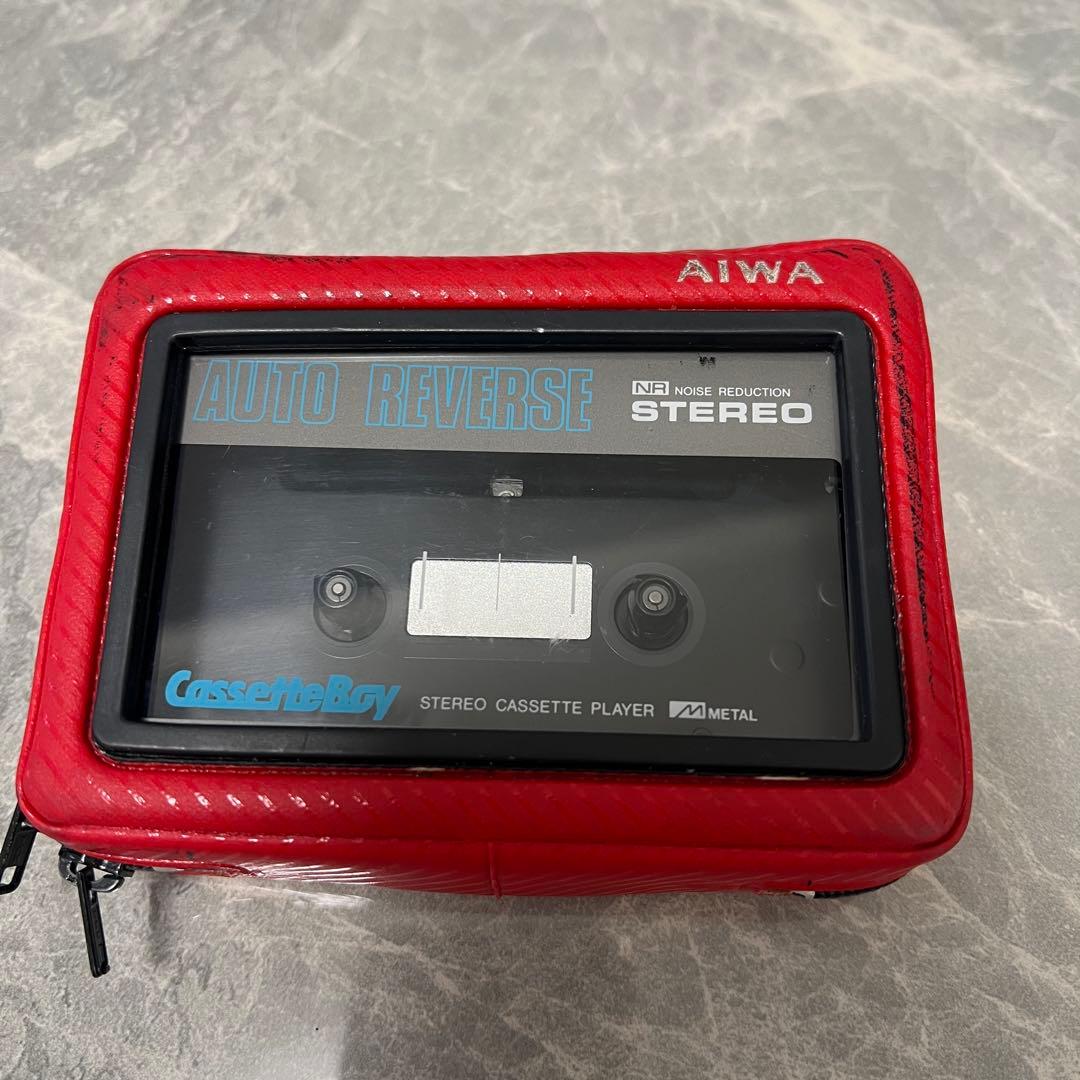 AIWA
AUTO REVERSE
NR NOISE REDUCTION
STEREO
CassetteBoy
STEREO CASSETTE PLAYER
METAL